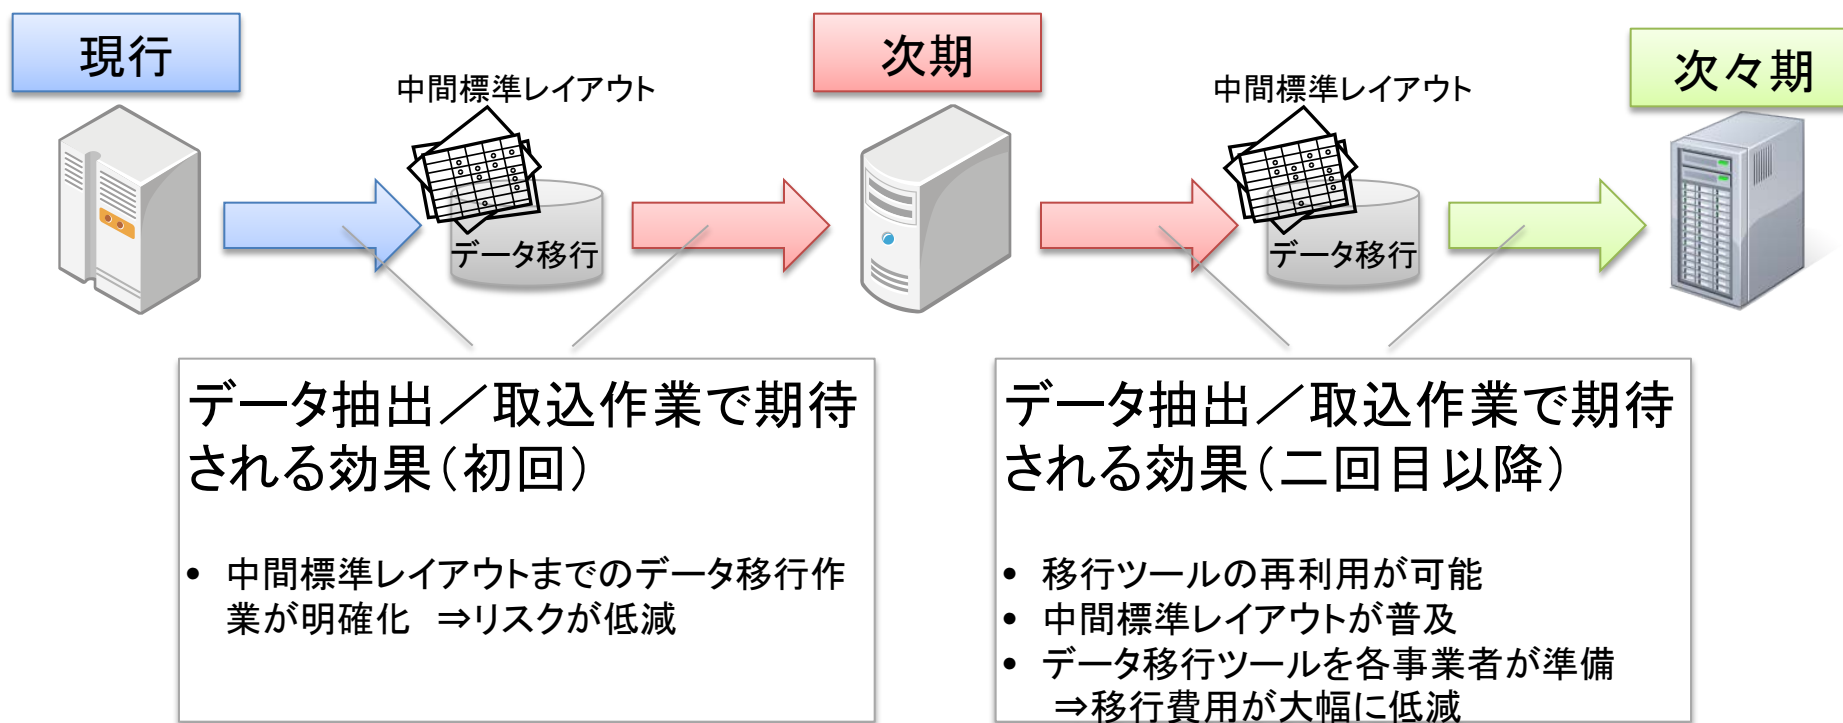 現行
次期
次々期
中間標準レイアウト
中間標準レイアウト
データ移行
データ移行
データ抽出／取込作業で期待
される効果（初回）
• 中間標準レイアウトまでのデータ移行作
業が明確化　⇒リスクが低減
データ抽出／取込作業で期待
される効果（二回目以降）
• 移行ツールの再利用が可能
• 中間標準レイアウトが普及
• データ移行ツールを各事業者が準備
⇒移行費用が大幅に低減